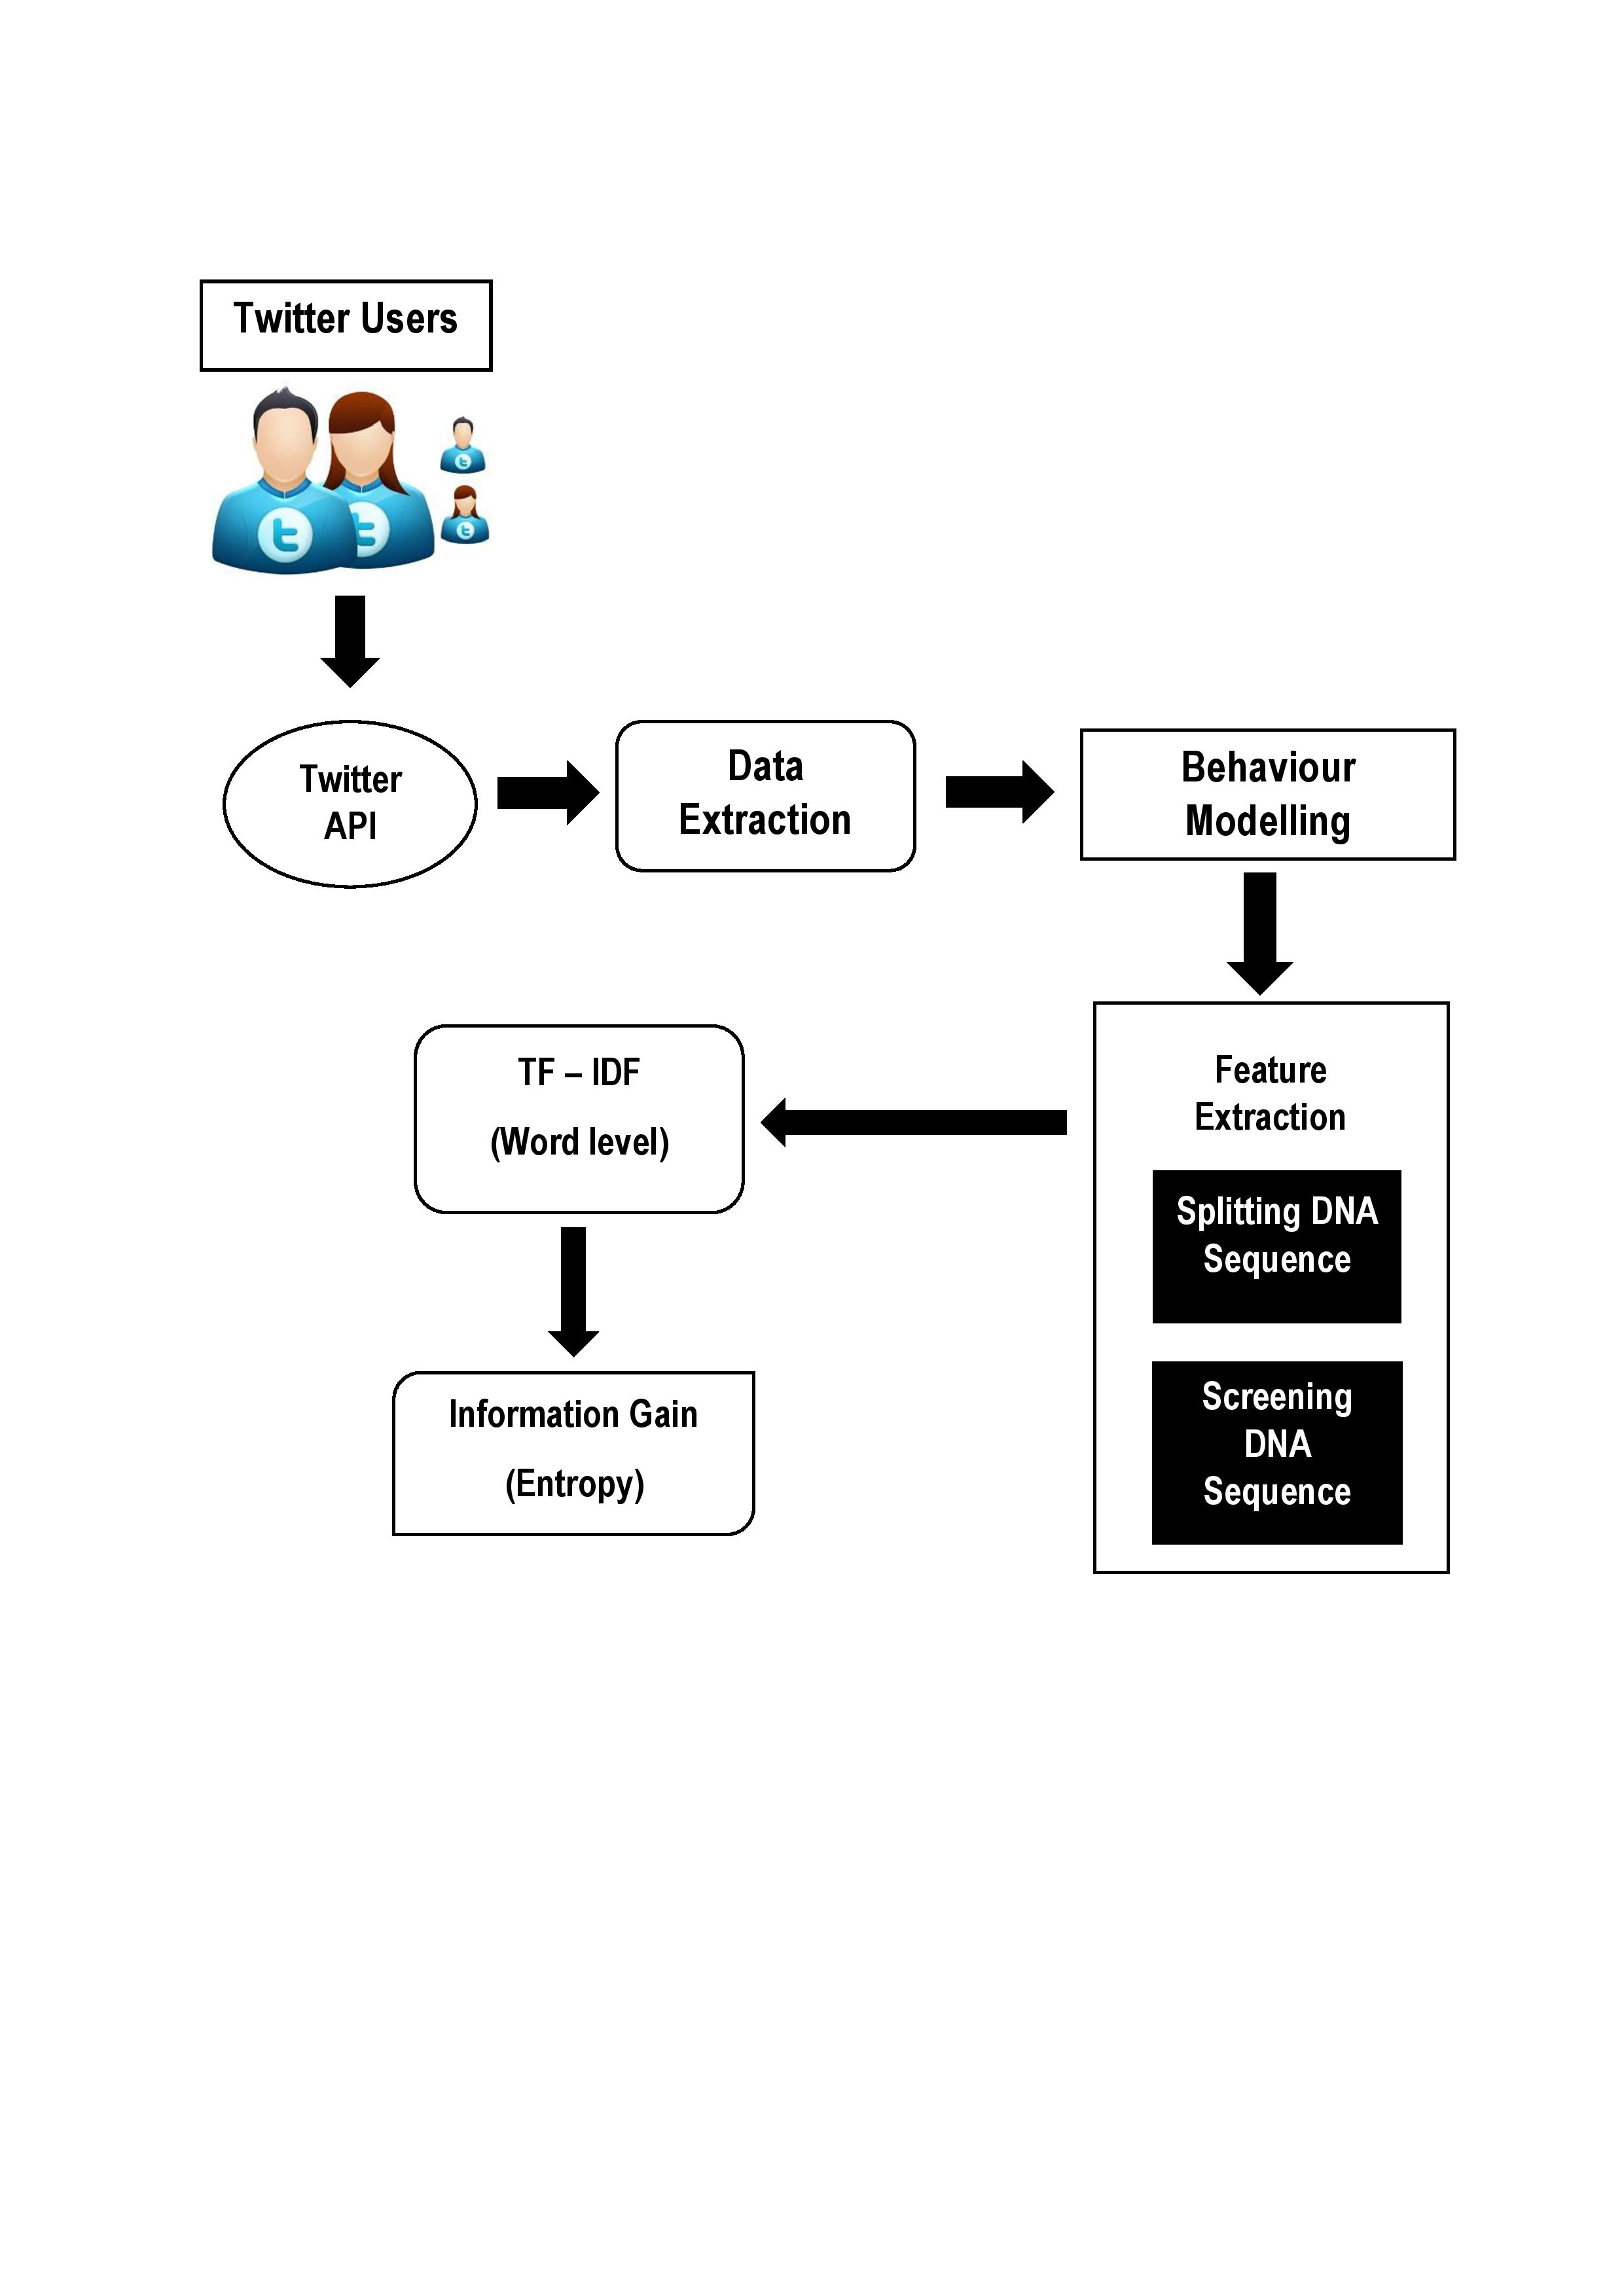 Twitter Users
Twitter
API
Data
Extraction
Behaviour
Modelling
Feature
Extraction
Splitting DNA
Sequence
Screening
DNA
Sequence
TF – IDF
(Word level)
Information Gain
(Entropy)